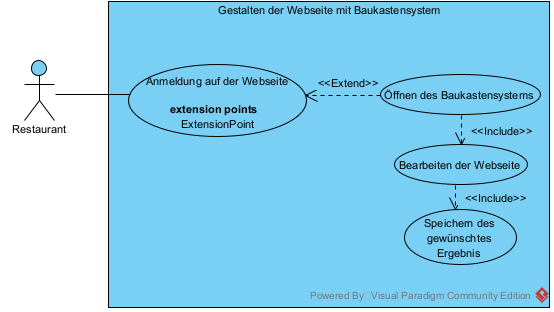 Gestalten der Webseite mit Baukastensystem
Restaurant
Anmeldung auf der Webseite
extension points
ExtensionPoint
<<Extend>>
Öffnen des Baukastensystems
<<Include>>
Bearbeiten der Webseite
<<Include>>
Speichern des
gewünschtes
Ergebnis
Powered By Visual Paradigm Community Edition